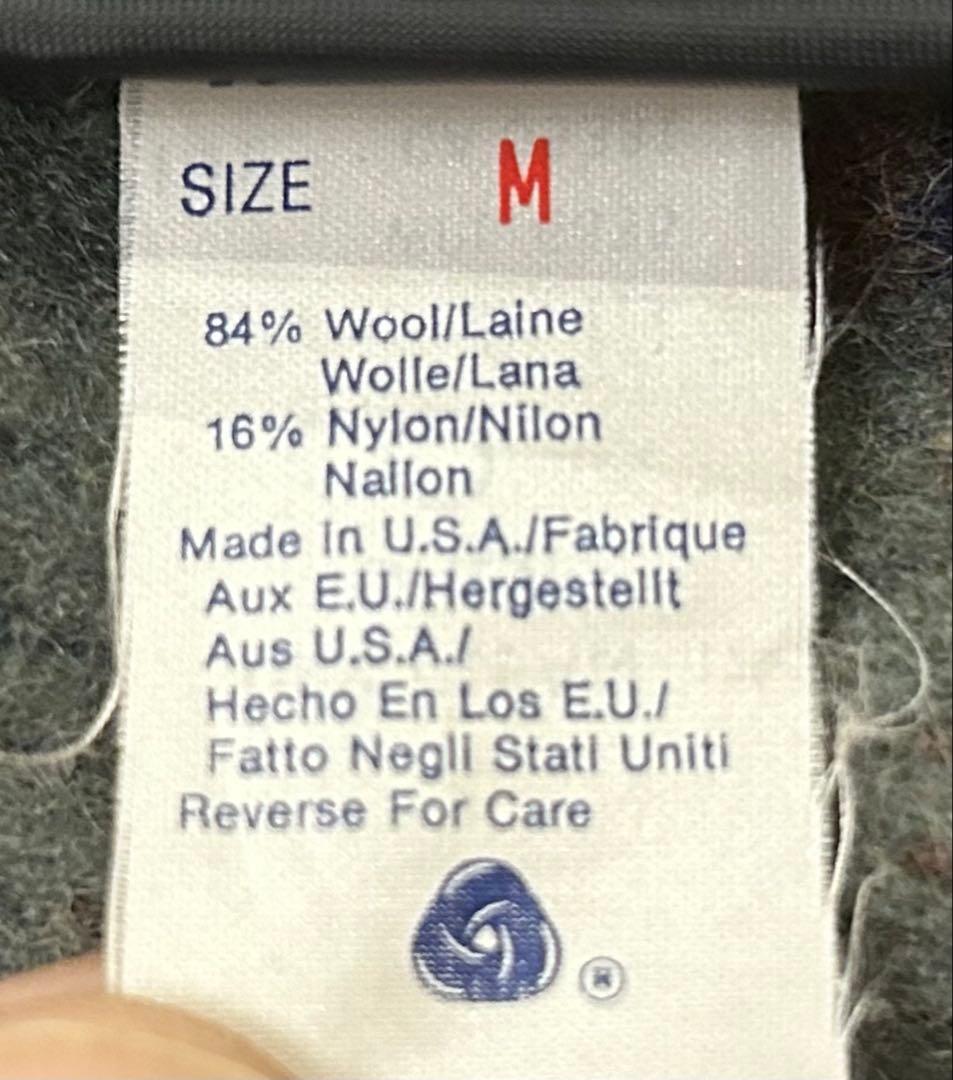 SIZE M
84% Wool/Laine
Wolle/Lana
16% Nylon/Nilon
Nailon
Made in U.S.A./Fabrique
Aux E.U./Hergestellt
Aus U.S.A./
Hecho En Los E.U./
Fatto Negli Stati Uniti
Reverse For Care
®